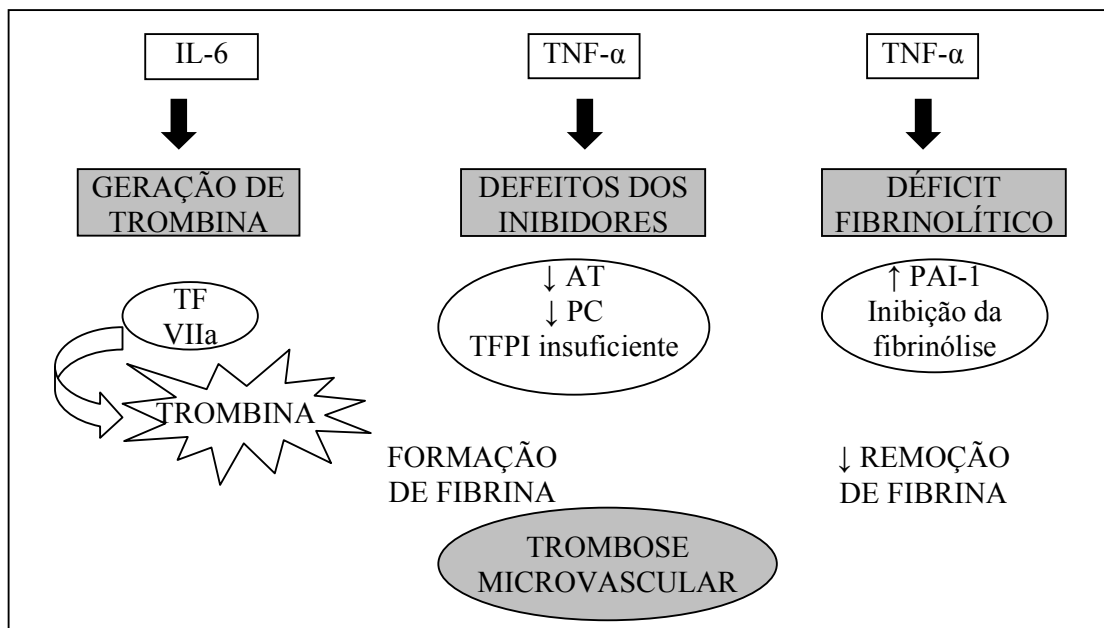 IL-6
TNF-α
TNF-α
GERAÇÃO DE
TROMBINA
DEFEITOS DOS
INIBIDORES
DÉFICIT
FIBRINOLÍTICO
TF
VIIa
↓ AT
↓ PC
TFPI insuficiente
↑ PAI-1
Inibição da
fibrinólise
TROMBINA
FORMAÇÃO
DE FIBRINA
↓ REMOÇÃO
DE FIBRINA
TROMBOSE
MICROVASCULAR